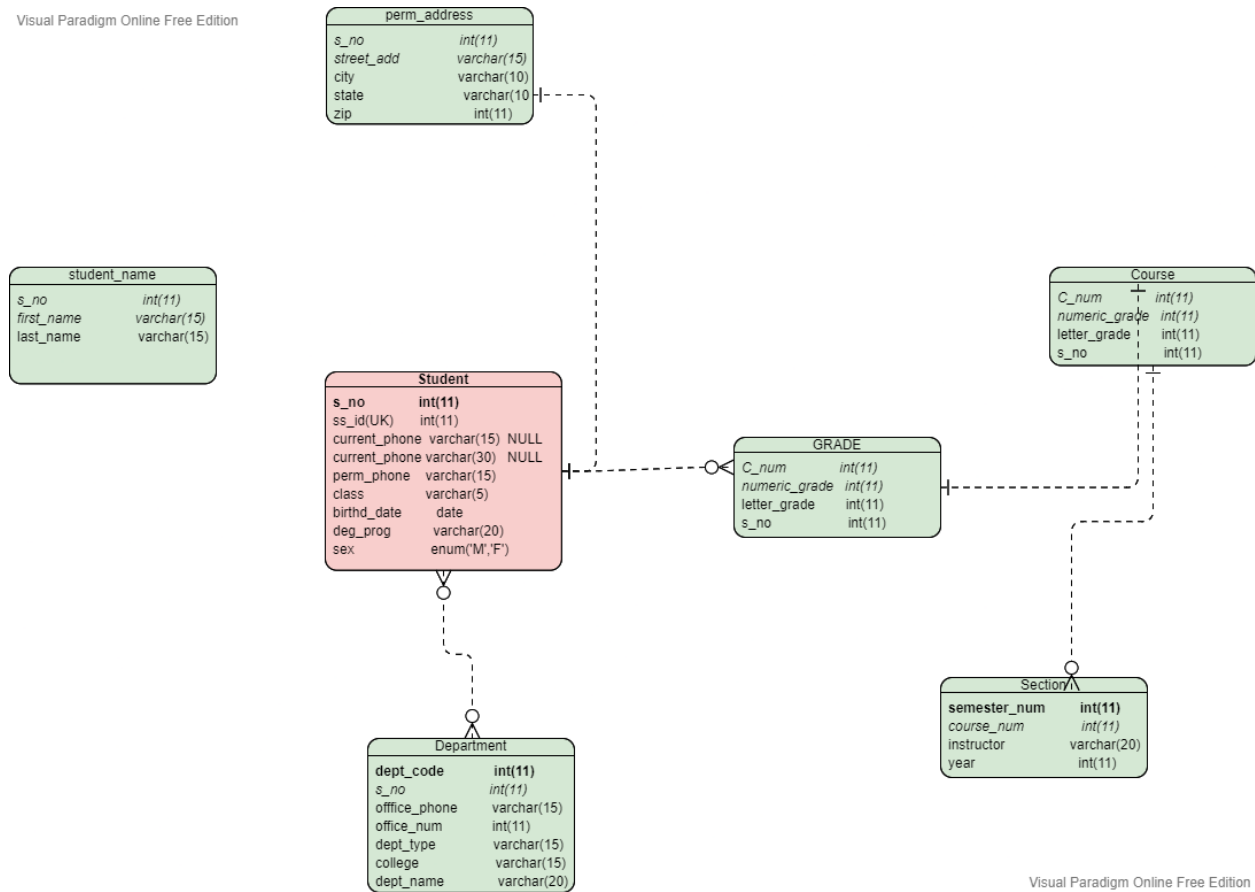 Visual Paradigm Online Free Edition
perm_address
s_no int(11)
street_add varchar(15)
city varchar(10)
state varchar(10
zip int(11)
student_name
s_no int(11)
first_name varchar(15)
last_name varchar(15)
Course
C_num int(11)
numeric_grade int(11)
letter_grade int(11)
s_no int(11)
Student
s_no int(11)
ss_id(UK) int(11)
current_phone varchar(15) NULL
current_phone varchar(30) NULL
perm_phone varchar(15)
class varchar(5)
birthd_date date
deg_prog varchar(20)
sex enum('M','F')
GRADE
C_num int(11)
numeric_grade int(11)
letter_grade int(11)
s_no int(11)
Section
semester_num int(11)
course_num int(11)
instructor varchar(20)
year int(11)
Department
dept_code int(11)
s_no int(11)
offfice_phone varchar(15)
office_num int(11)
dept_type varchar(15)
college varchar(15)
dept_name varchar(20)
Visual Paradigm Online Free Edition